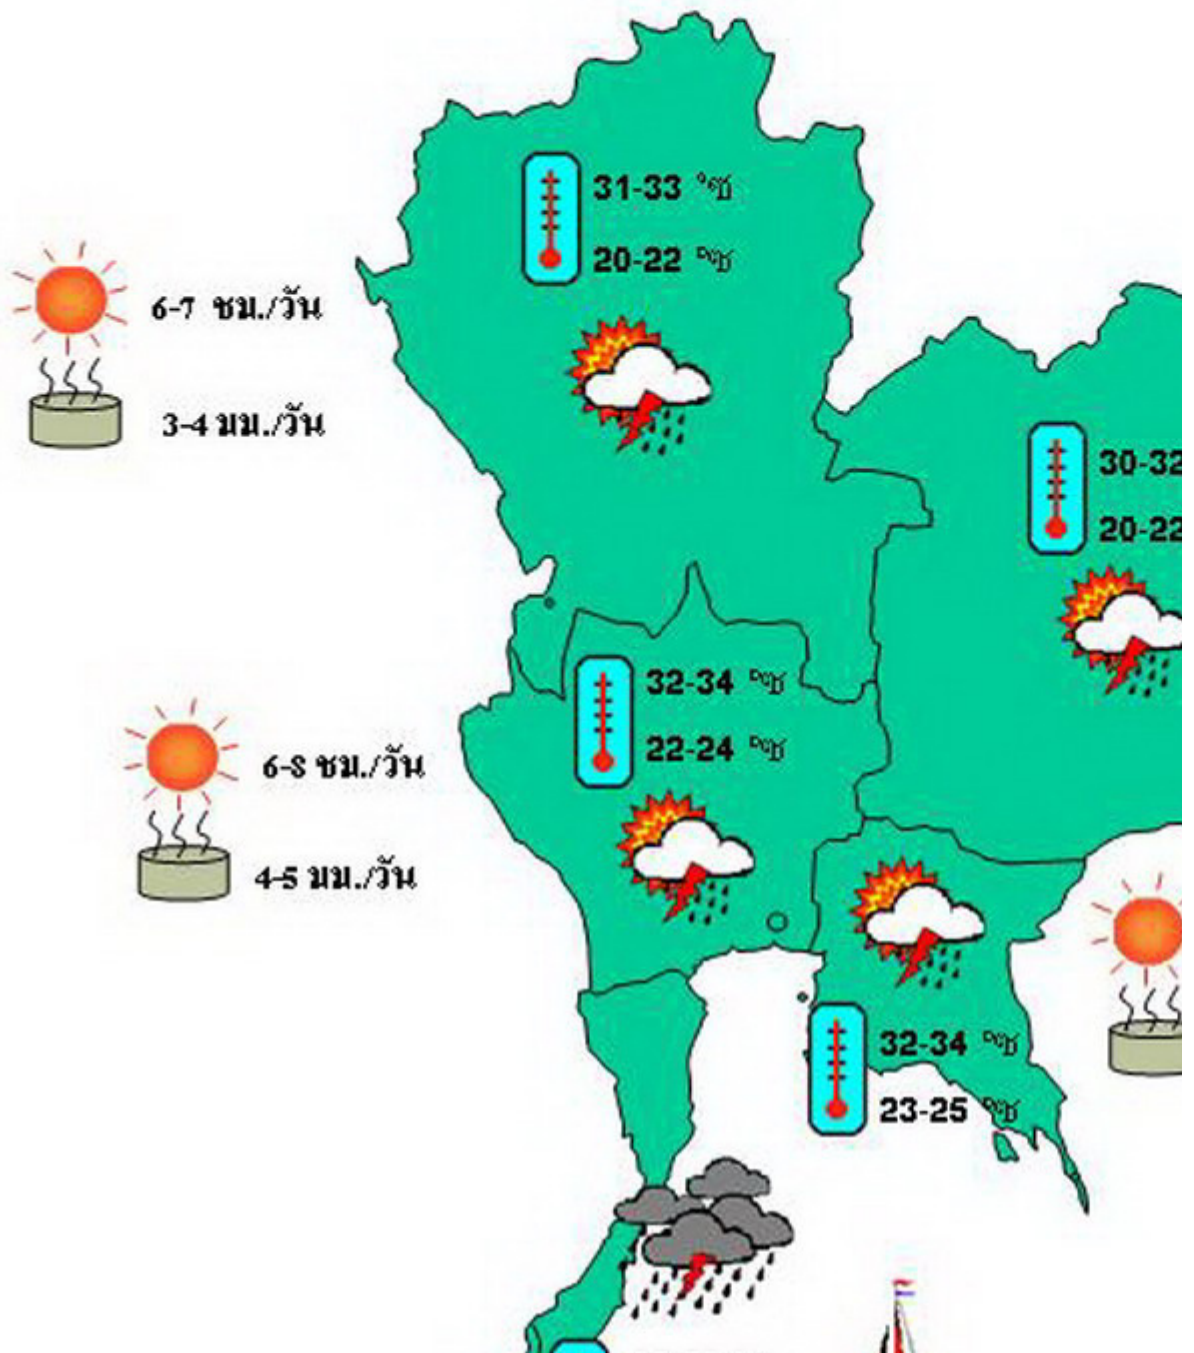 31-33 °ซ
20-22 °ซ
6-7 ชม./วัน
3-4 มม./วัน
30-32
20-22
32-34 °ซ
22-24 °ซ
6-8 ชม./วัน
4-5 มม./วัน
32-34 °ซ
23-25 °ซ